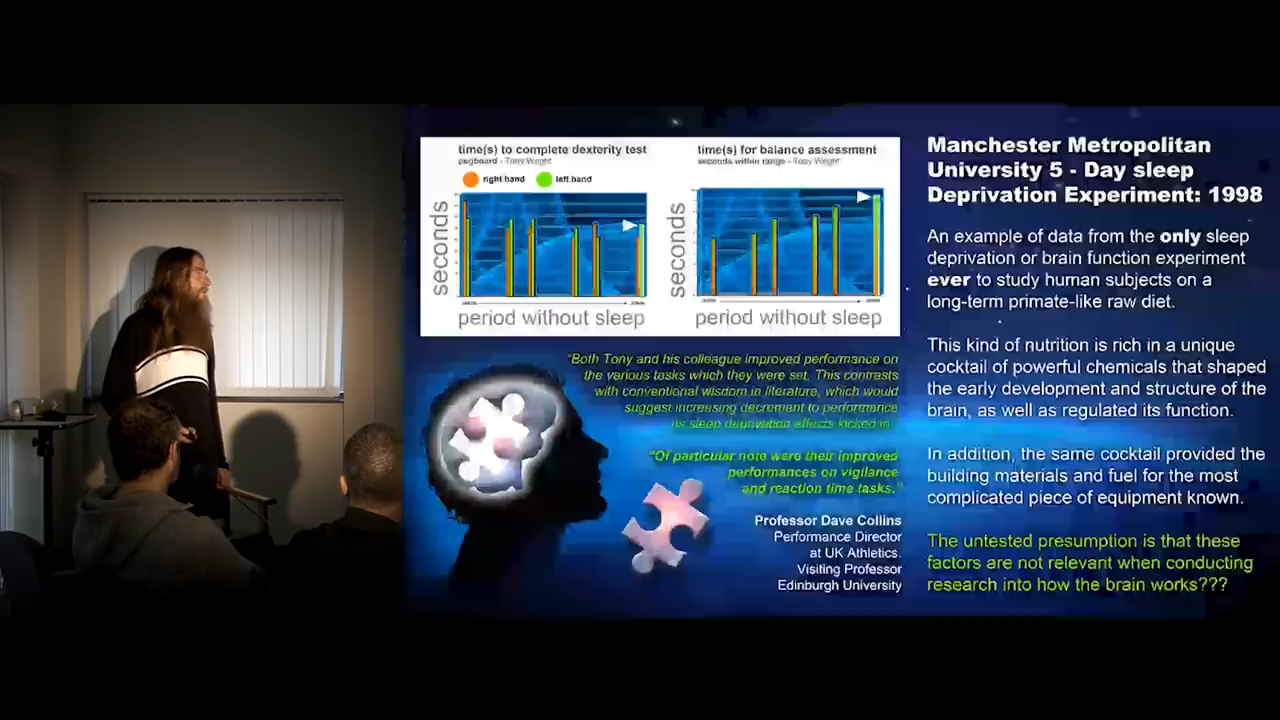 time(s) to complete dexterity test
pegboard - Tony Wright
right hand
left hand
seconds
period without sleep
time(s) for balance assessment
seconds within range - Tony Wright
seconds
period without sleep
"Both Tony and his colleague improved performance on
the various tasks which they were set. This contrasts
with conventional wisdom in literature, which would
suggest increasing decrement to performance
as sleep deprivation effects kicked in."
"Of particular note were their improved
performances on vigilance
and reaction time tasks."
Professor Dave Collins
Performance Director
at UK Athletics.
Visiting Professor
Edinburgh University
Manchester Metropolitan
University 5 - Day sleep
Deprivation Experiment: 1998
An example of data from the only sleep
deprivation or brain function experiment
ever to study human subjects on a
long-term primate-like raw diet.
This kind of nutrition is rich in a unique
cocktail of powerful chemicals that shaped
the early development and structure of the
brain, as well as regulated its function.
In addition, the same cocktail provided the
building materials and fuel for the most
complicated piece of equipment known.
The untested presumption is that these
factors are not relevant when conducting
research into how the brain works???